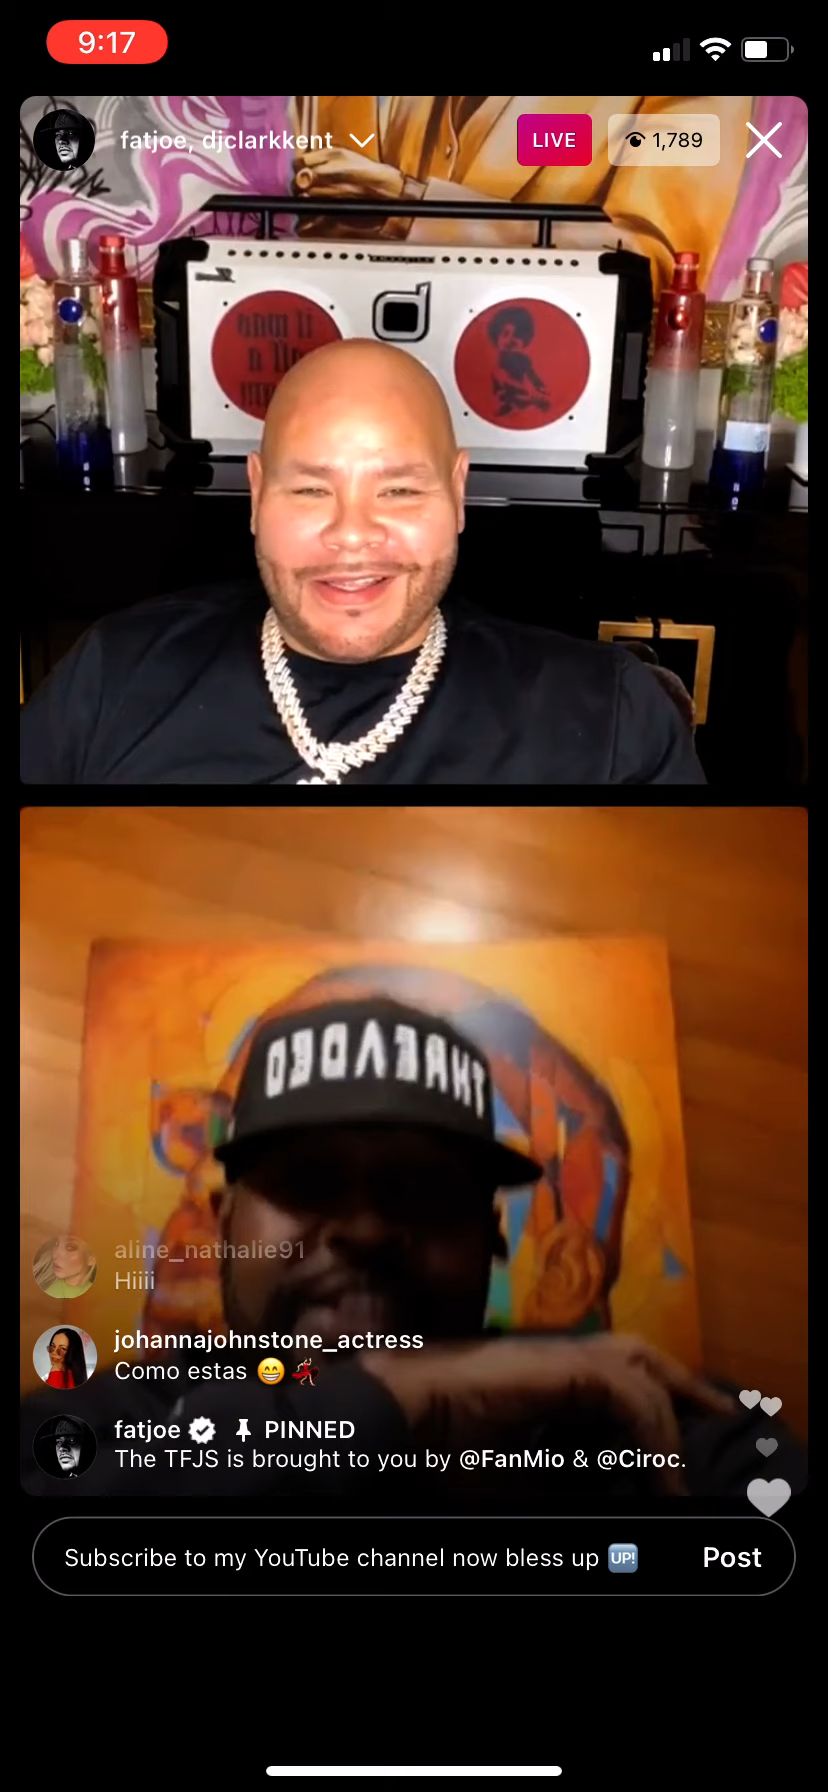 9:17
fatjoe, djclarkkent
LIVE
1,789
THREADED
aline_nathalie91
Hiiii
johannajohnstone_actress
Como estas 😁 💃
fatjoe PINNED
The TFJS is brought to you by @FanMio & @Ciroc.
Subscribe to my YouTube channel now bless up 🆙
Post